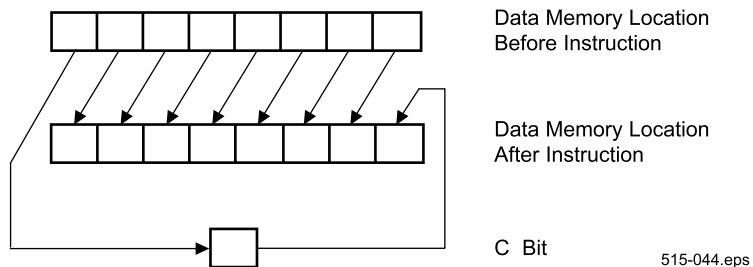 Data Memory Location
Before Instruction
Data Memory Location
After Instruction
C Bit
515-044.eps